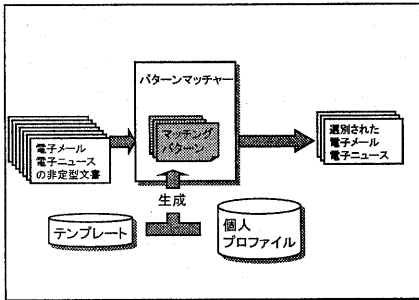 パターンマッチャー
マッチング
パターン
電子メール
電子ニュース
の非定型文書
選別された
電子メール
電子ニュース
生成
テンプレート
個人
プロファイル